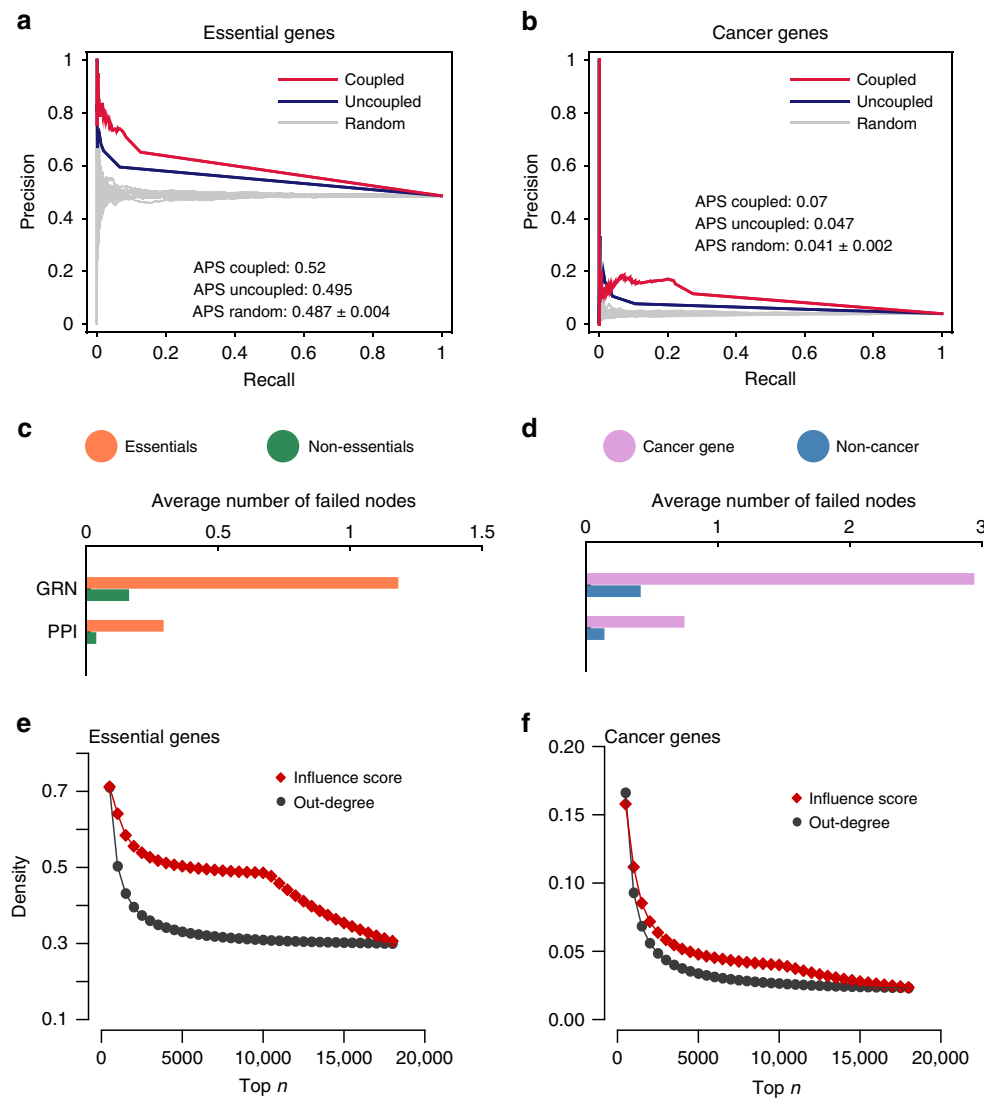 a
Essential genes
1
0.8
0.6
0.4
0.2
0
Precision
Coupled
Uncoupled
Random
APS coupled: 0.52
APS uncoupled: 0.495
APS random: 0.487 ± 0.004
0 0.2 0.4 0.6 0.8 1
Recall
b
Cancer genes
1
0.8
0.6
0.4
0.2
0
Precision
Coupled
Uncoupled
Random
APS coupled: 0.07
APS uncoupled: 0.047
APS random: 0.041 ± 0.002
0 0.2 0.4 0.6 0.8 1
Recall
c
Essentials Non-essentials
Average number of failed nodes
0 0.5 1 1.5
GRN
PPI
d
Cancer gene Non-cancer
Average number of failed nodes
0 1 2 3
e
Essential genes
0.7
0.5
0.3
0.1
Density
Influence score
Out-degree
0 5000 10,000 15,000 20,000
Top n
f
Cancer genes
0.20
0.15
0.10
0.05
0.00
Influence score
Out-degree
0 5000 10,000 15,000 20,000
Top n